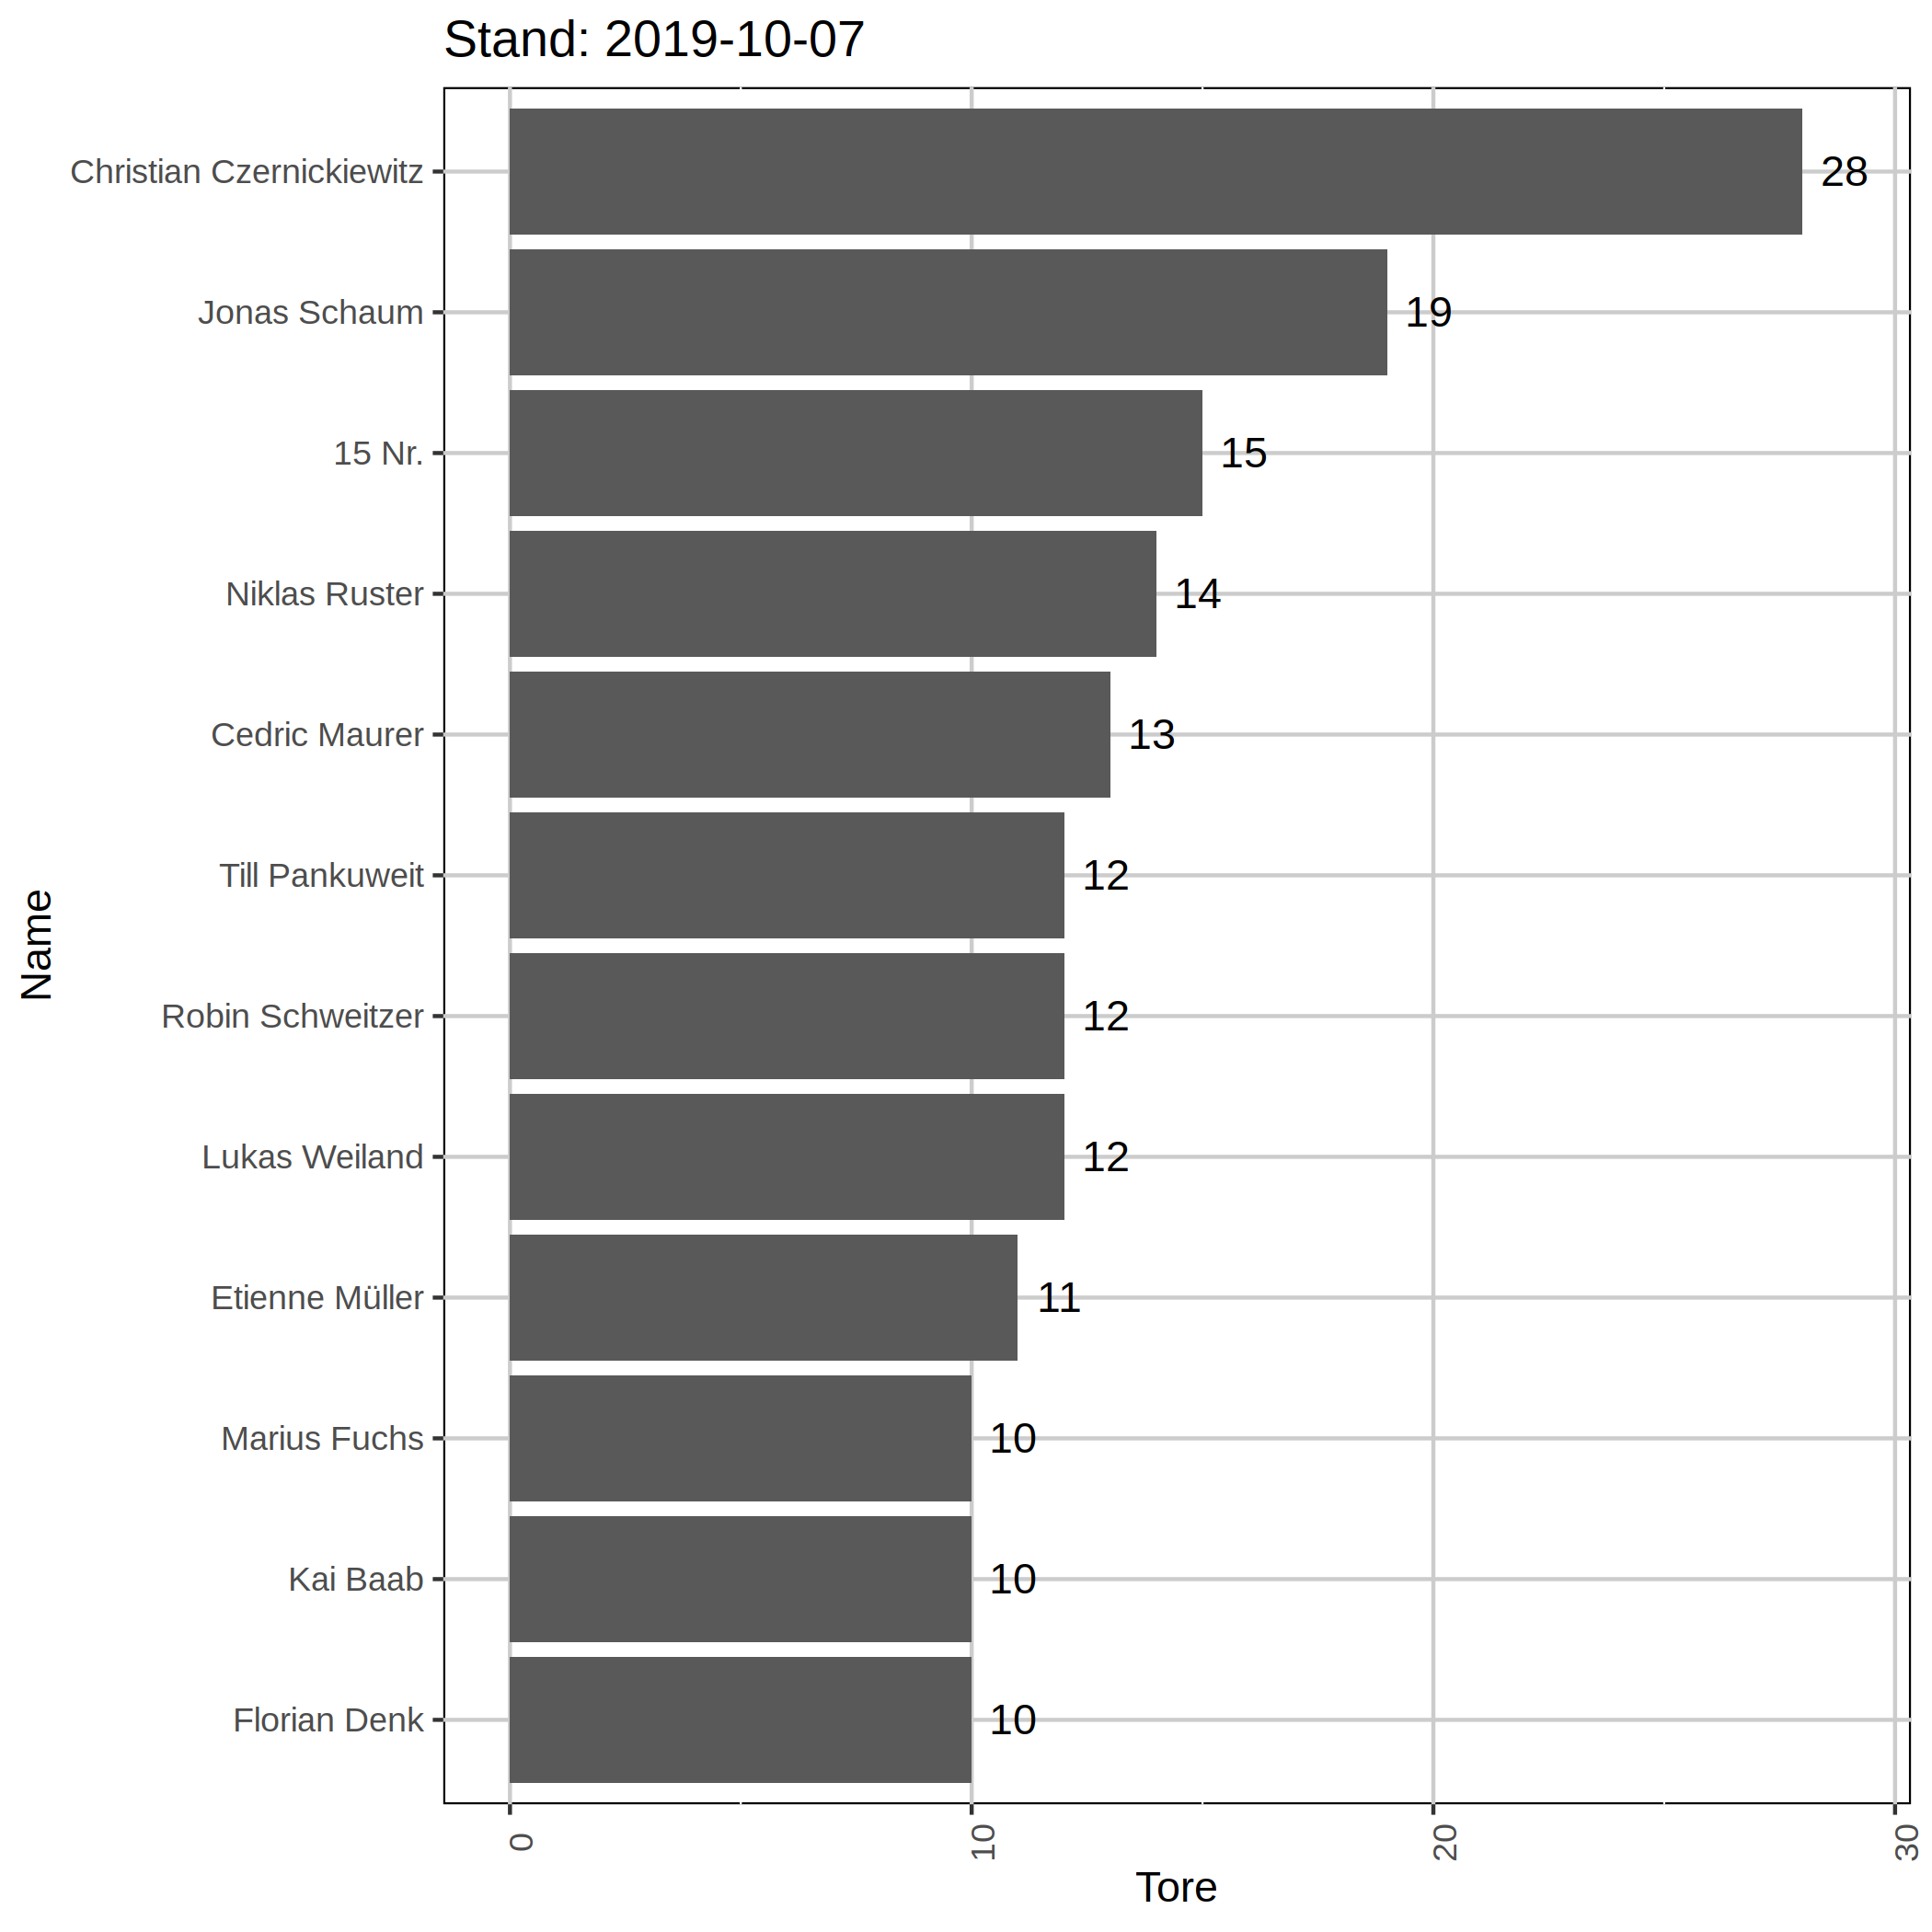 Stand: 2019-10-07
Christian Czernickiewitz 28
Jonas Schaum 19
15 Nr. 15
Niklas Ruster 14
Cedric Maurer 13
Till Pankuweit 12
Robin Schweitzer 12
Lukas Weiland 12
Etienne Müller 11
Marius Fuchs 10
Kai Baab 10
Florian Denk 10
Name
0 10 20 30
Tore